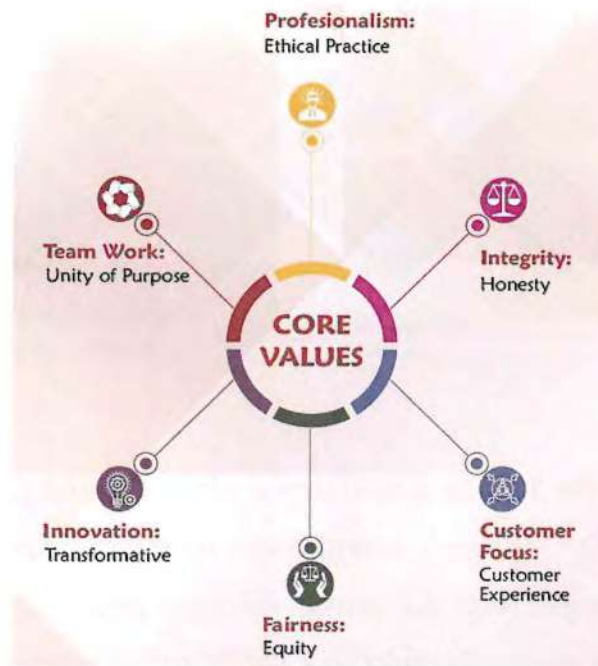 Profesionalism:
Ethical Practice
Team Work:
Unity of Purpose
Integrity:
Honesty
CORE
VALUES
Innovation:
Transformative
Customer
Focus:
Customer
Experience
Fairness:
Equity